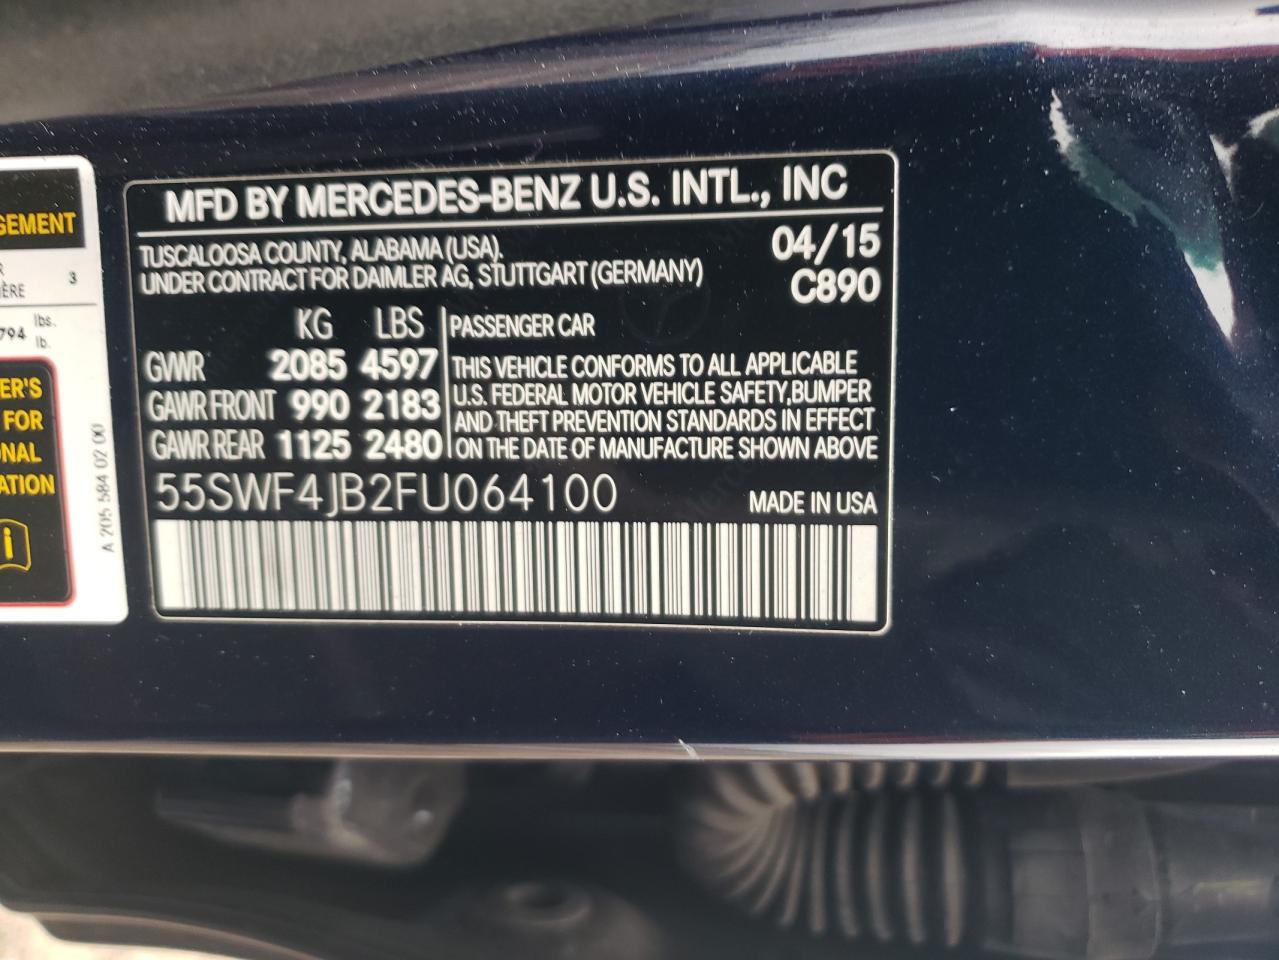 MFD BY MERCEDES-BENZ U.S. INTL., INC
TUSCALOOSA COUNTY, ALABAMA (USA).
UNDER CONTRACT FOR DAIMLER AG, STUTTGART (GERMANY)
04/15
C890
KG LBS
GVWR 2085 4597
GAWR FRONT 990 2183
GAWR REAR 1125 2480
PASSENGER CAR
THIS VEHICLE CONFORMS TO ALL APPLICABLE
U.S. FEDERAL MOTOR VEHICLE SAFETY,BUMPER
AND THEFT PREVENTION STANDARDS IN EFFECT
ON THE DATE OF MANUFACTURE SHOWN ABOVE
55SWF4JB2FU064100
MADE IN USA
GEMENT
R
IÈRE 3
794 lbs.
lb.
ER'S
FOR
ONAL
ATION
i
A 205 584 02 00